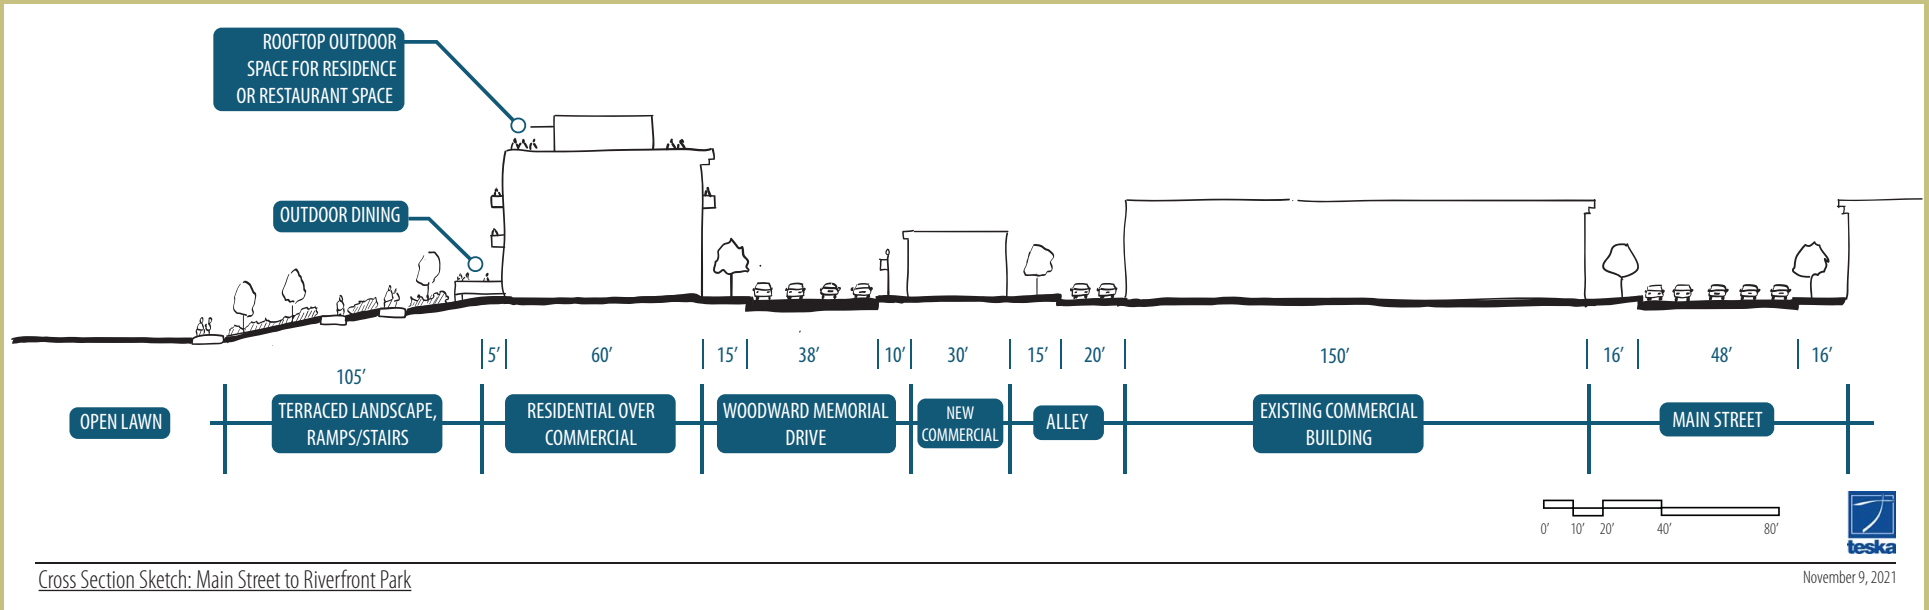 ROOFTOP OUTDOOR
SPACE FOR RESIDENCE
OR RESTAURANT SPACE
OUTDOOR DINING
5’ 60’ 15’ 38’ 10’ 30’ 15’ 20’ 150’ 16’ 48’ 16’
105’
OPEN LAWN
TERRACED LANDSCAPE,
RAMPS/STAIRS
RESIDENTIAL OVER
COMMERCIAL
WOODWARD MEMORIAL
DRIVE
NEW
COMMERCIAL
ALLEY
EXISTING COMMERCIAL
BUILDING
MAIN STREET
0’ 10’ 20’ 40’ 80’
teska
Cross Section Sketch: Main Street to Riverfront Park
November 9, 2021